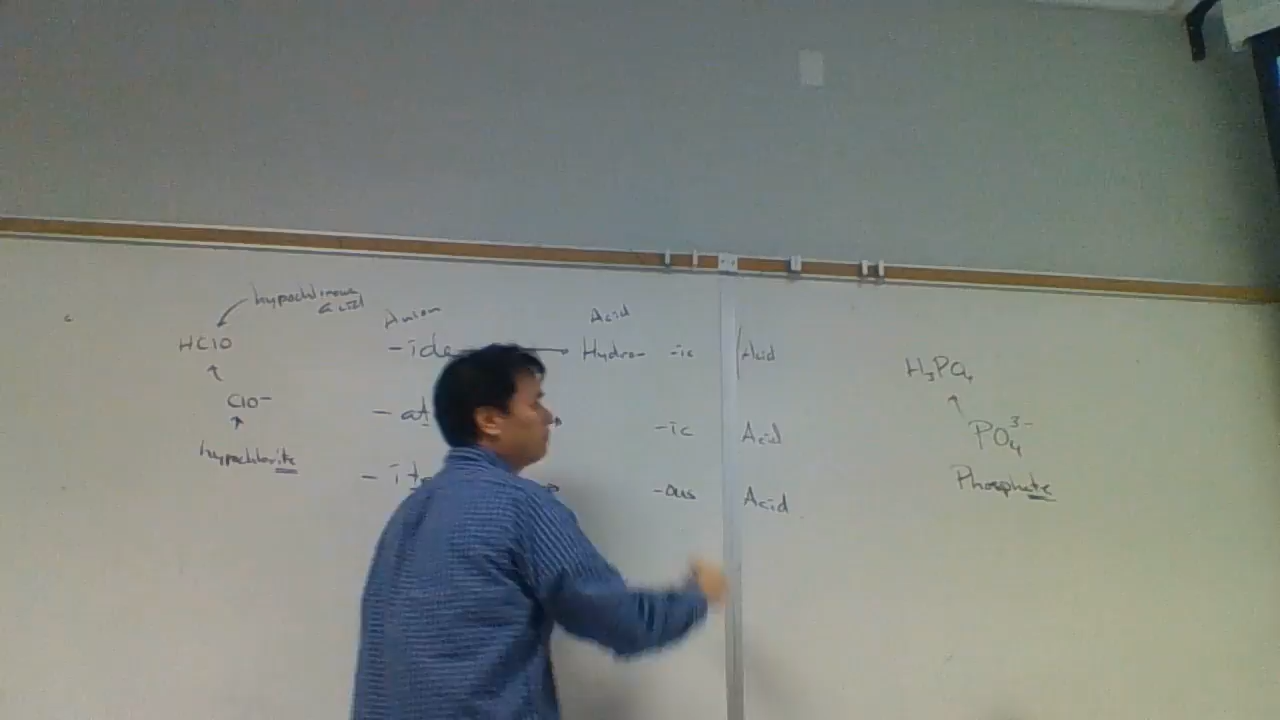 hypochlorous
acid
HClO
ClO⁻
hypochlorite
Anion Acid
-ide Hydro- -ic Acid
- at -ic Acid
- ite -ous Acid
H₃PO₄
PO₄³⁻
Phosphate